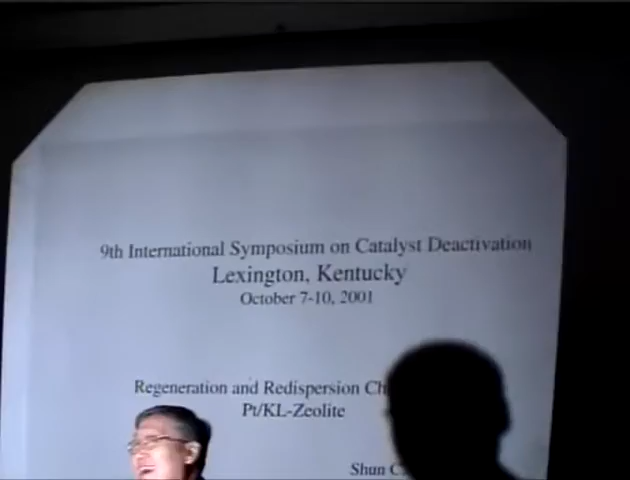 9th International Symposium on Catalyst Deactivation
Lexington, Kentucky
October 7-10, 2001
Regeneration and Redispersion
Pt/KL-Zeolite
Shun